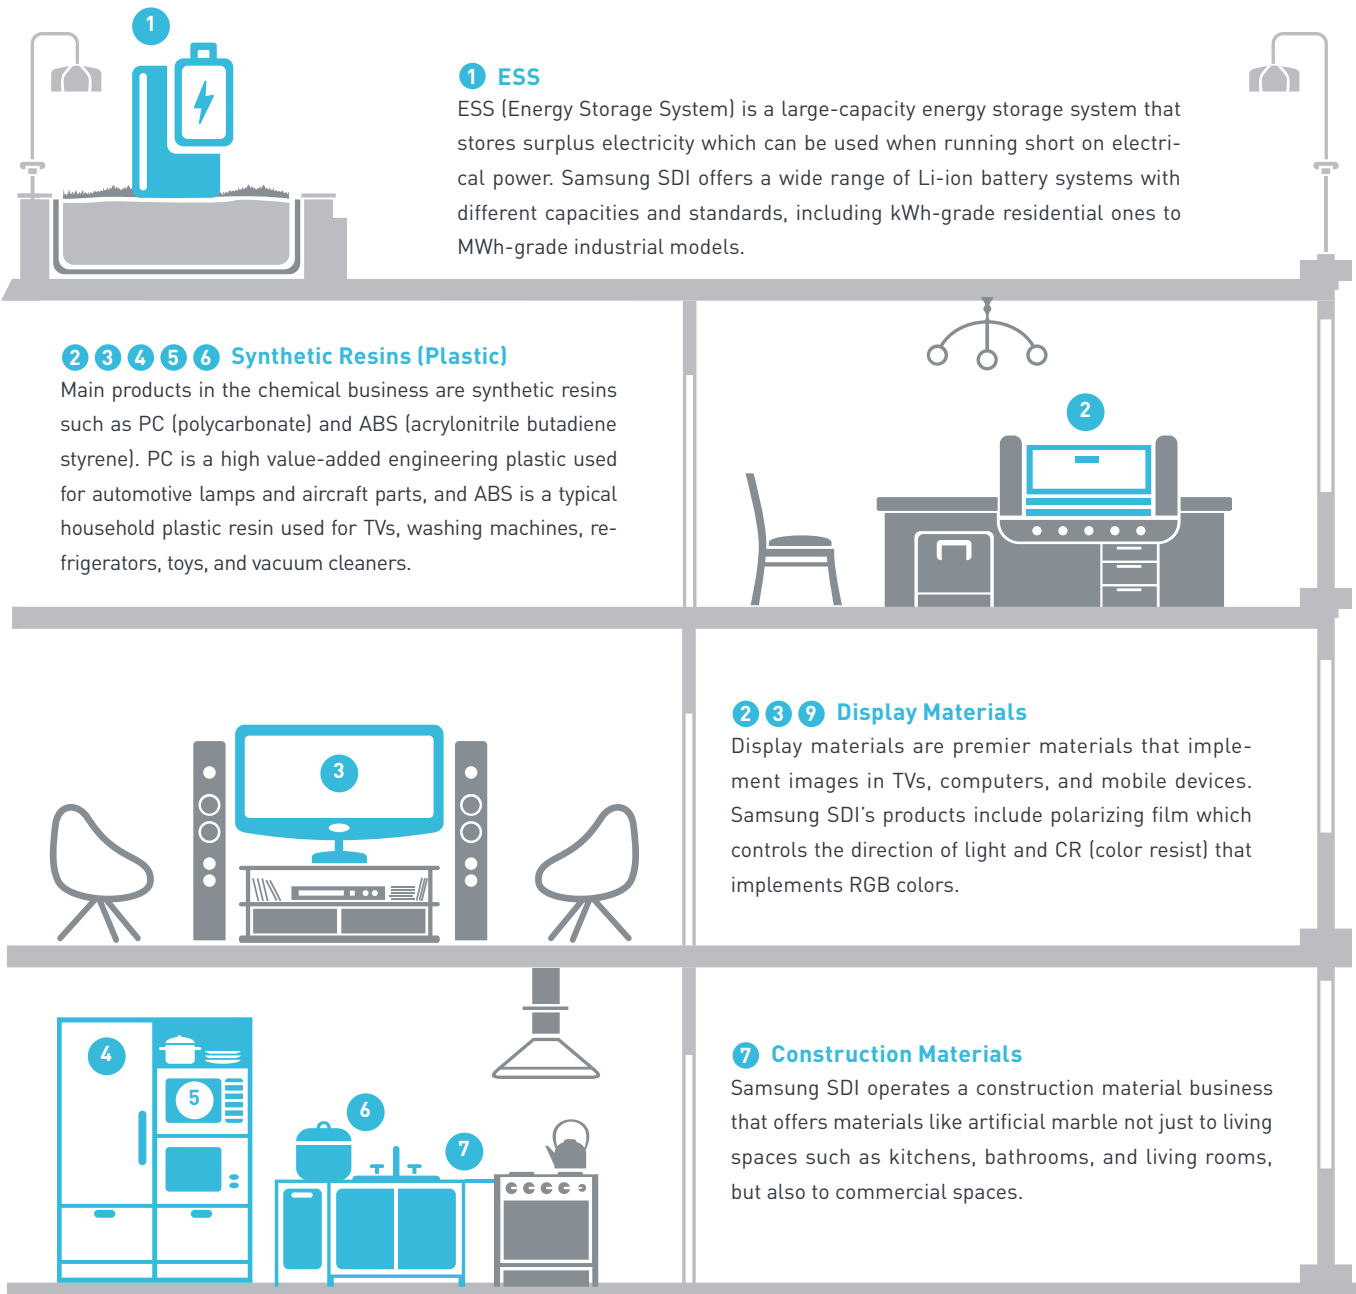 1
1 ESS
ESS (Energy Storage System) is a large-capacity energy storage system that
stores surplus electricity which can be used when running short on electri-
cal power. Samsung SDI offers a wide range of Li-ion battery systems with
different capacities and standards, including kWh-grade residential ones to
MWh-grade industrial models.
2 3 4 5 6 Synthetic Resins (Plastic)
Main products in the chemical business are synthetic resins
such as PC (polycarbonate) and ABS (acrylonitrile butadiene
styrene). PC is a high value-added engineering plastic used
for automotive lamps and aircraft parts, and ABS is a typical
household plastic resin used for TVs, washing machines, re-
frigerators, toys, and vacuum cleaners.
2
3
2 3 9 Display Materials
Display materials are premier materials that imple-
ment images in TVs, computers, and mobile devices.
Samsung SDI's products include polarizing film which
controls the direction of light and CR (color resist) that
implements RGB colors.
4
5
6
7
7 Construction Materials
Samsung SDI operates a construction material business
that offers materials like artificial marble not just to living
spaces such as kitchens, bathrooms, and living rooms,
but also to commercial spaces.